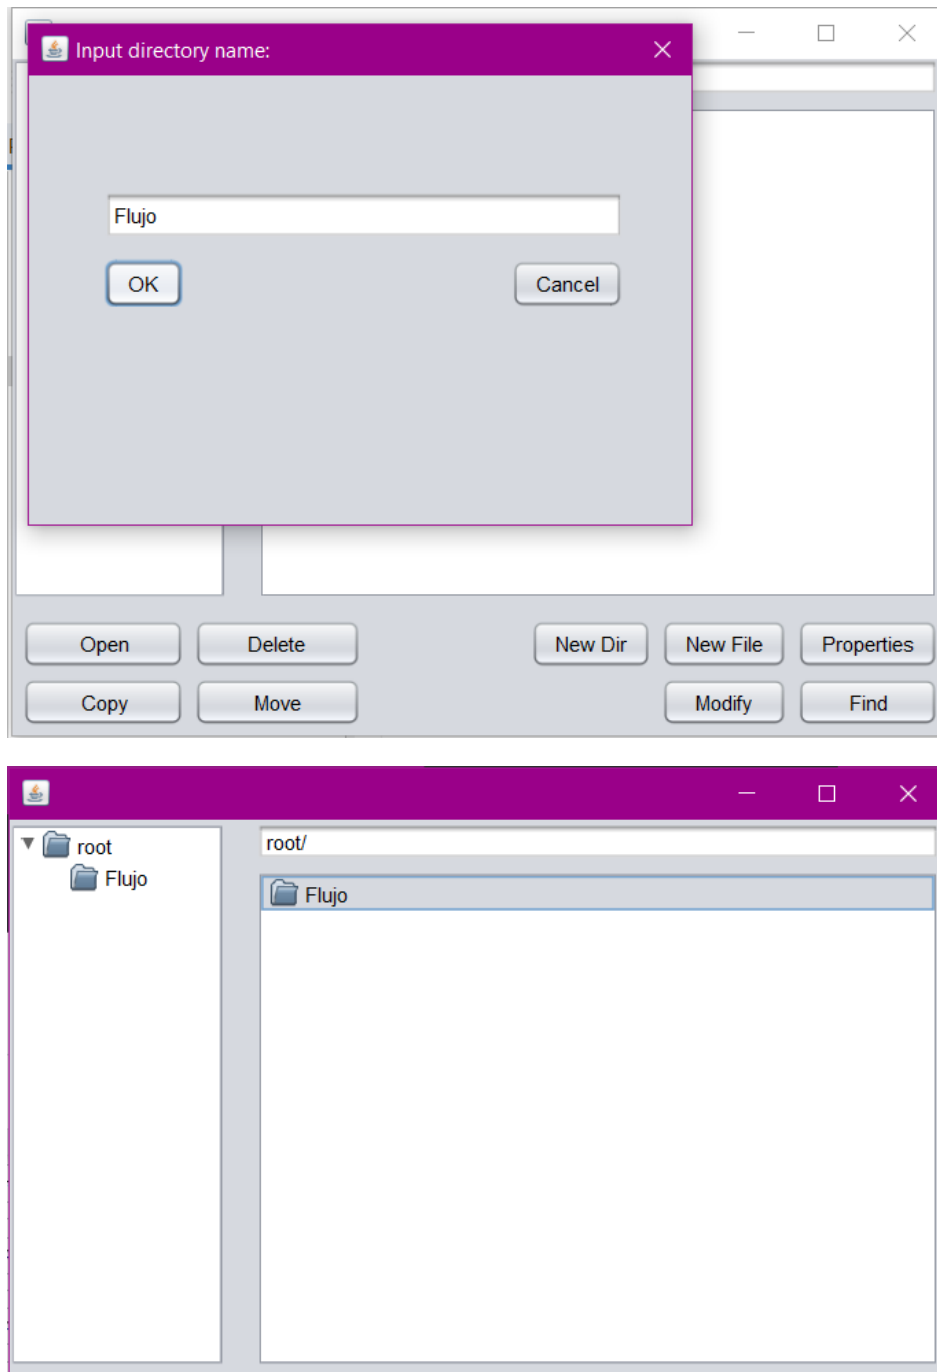 Input directory name:
Flujo
OK Cancel
Open Delete New Dir New File Properties
Copy Move Modify Find
root root/
Flujo Flujo